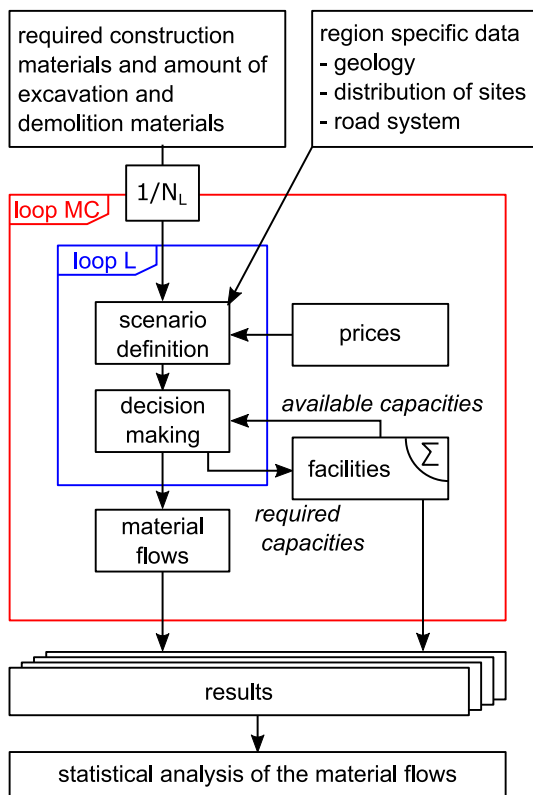 required construction
materials and amount of
excavation and
demolition materials
region specific data
- geology
- distribution of sites
- road system
1/N_L
loop MC
loop L
scenario
definition
prices
decision
making
available capacities
facilities
Σ
required
capacities
material
flows
results
statistical analysis of the material flows